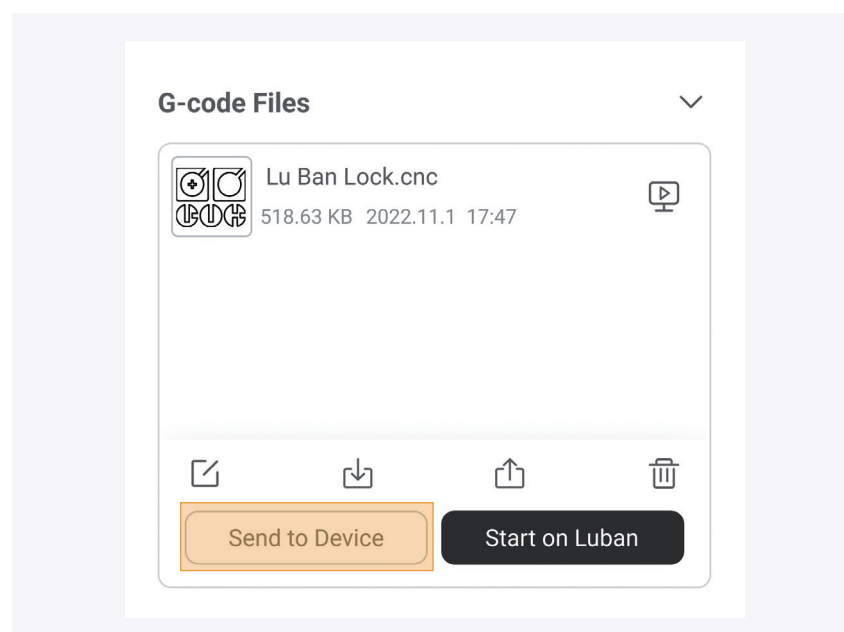 G-code Files
Lu Ban Lock.cnc
518.63 KB 2022.11.1 17:47
Send to Device
Start on Luban